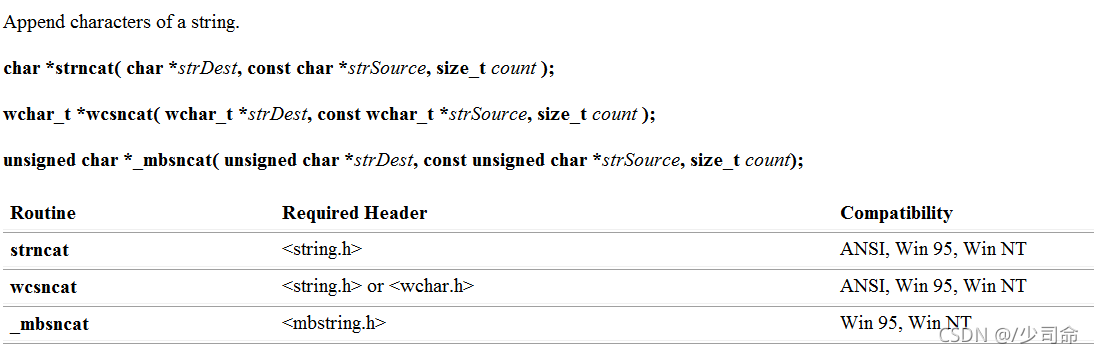 Append characters of a string.
char *strncat( char *strDest, const char *strSource, size_t count );
wchar_t *wcsncat( wchar_t *strDest, const wchar_t *strSource, size_t count );
unsigned char *_mbsncat( unsigned char *strDest, const unsigned char *strSource, size_t count);
Routine Required Header Compatibility
strncat <string.h> ANSI, Win 95, Win NT
wcsncat <string.h> or <wchar.h> ANSI, Win 95, Win NT
_mbsncat <mbstring.h> Win 95, Win NT
CSDN @/少司命